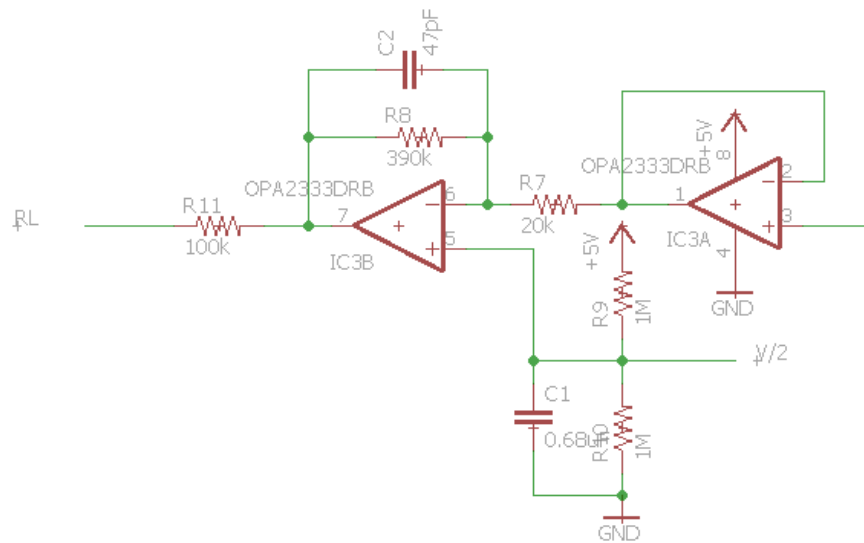 C2
47pF
R8
390k
OPA2333DRB
7
6
5
IC3B
R11
100k
RL
R7
20k
OPA2333DRB
+5V
8
1
2
3
4
IC3A
GND
+5V
R9
1M
V/2
C1
0.68uF
R10
1M
GND